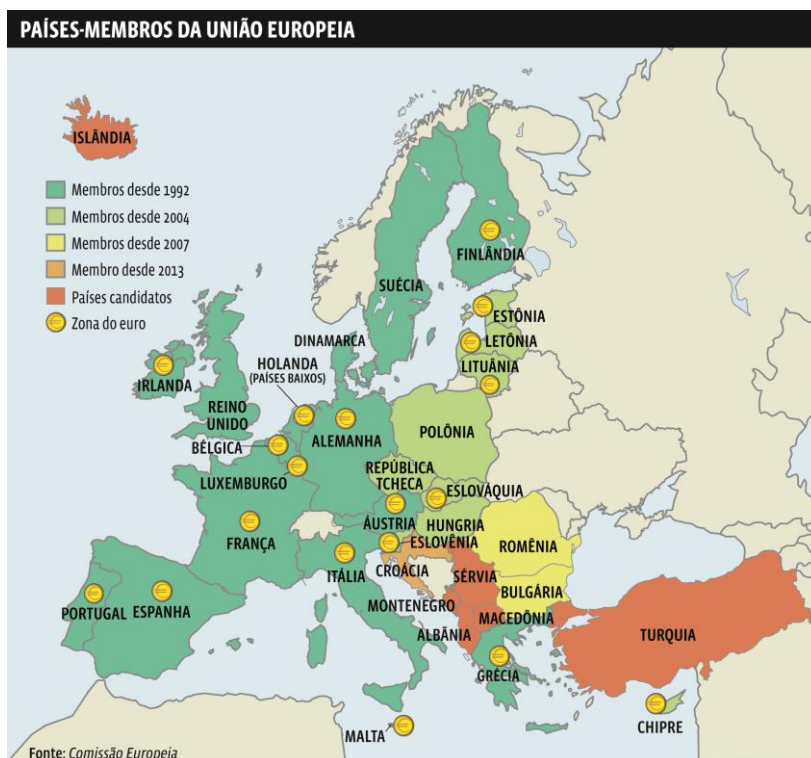 PAÍSES-MEMBROS DA UNIÃO EUROPEIA
ISLÂNDIA
Membros desde 1992
Membros desde 2004
Membros desde 2007
Membro desde 2013
Países candidatos
Zona do euro
FINLÂNDIA
SUÉCIA
ESTÔNIA
LETÔNIA
LITUÂNIA
DINAMARCA
HOLANDA
(PAÍSES BAIXOS)
IRLANDA
REINO
UNIDO
BÉLGICA
ALEMANHA
POLÔNIA
LUXEMBURGO
REPÚBLICA
TCHECA
ESLOVÁQUIA
ÁUSTRIA
HUNGRIA
FRANÇA
ESLOVÊNIA
ROMÊNIA
ITÁLIA
CROÁCIA
SÉRVIA
BULGÁRIA
PORTUGAL
ESPANHA
MONTENEGRO
MACEDÔNIA
ALBÂNIA
TURQUIA
GRÉCIA
MALTA
CHIPRE
Fonte: Comissão Europeia